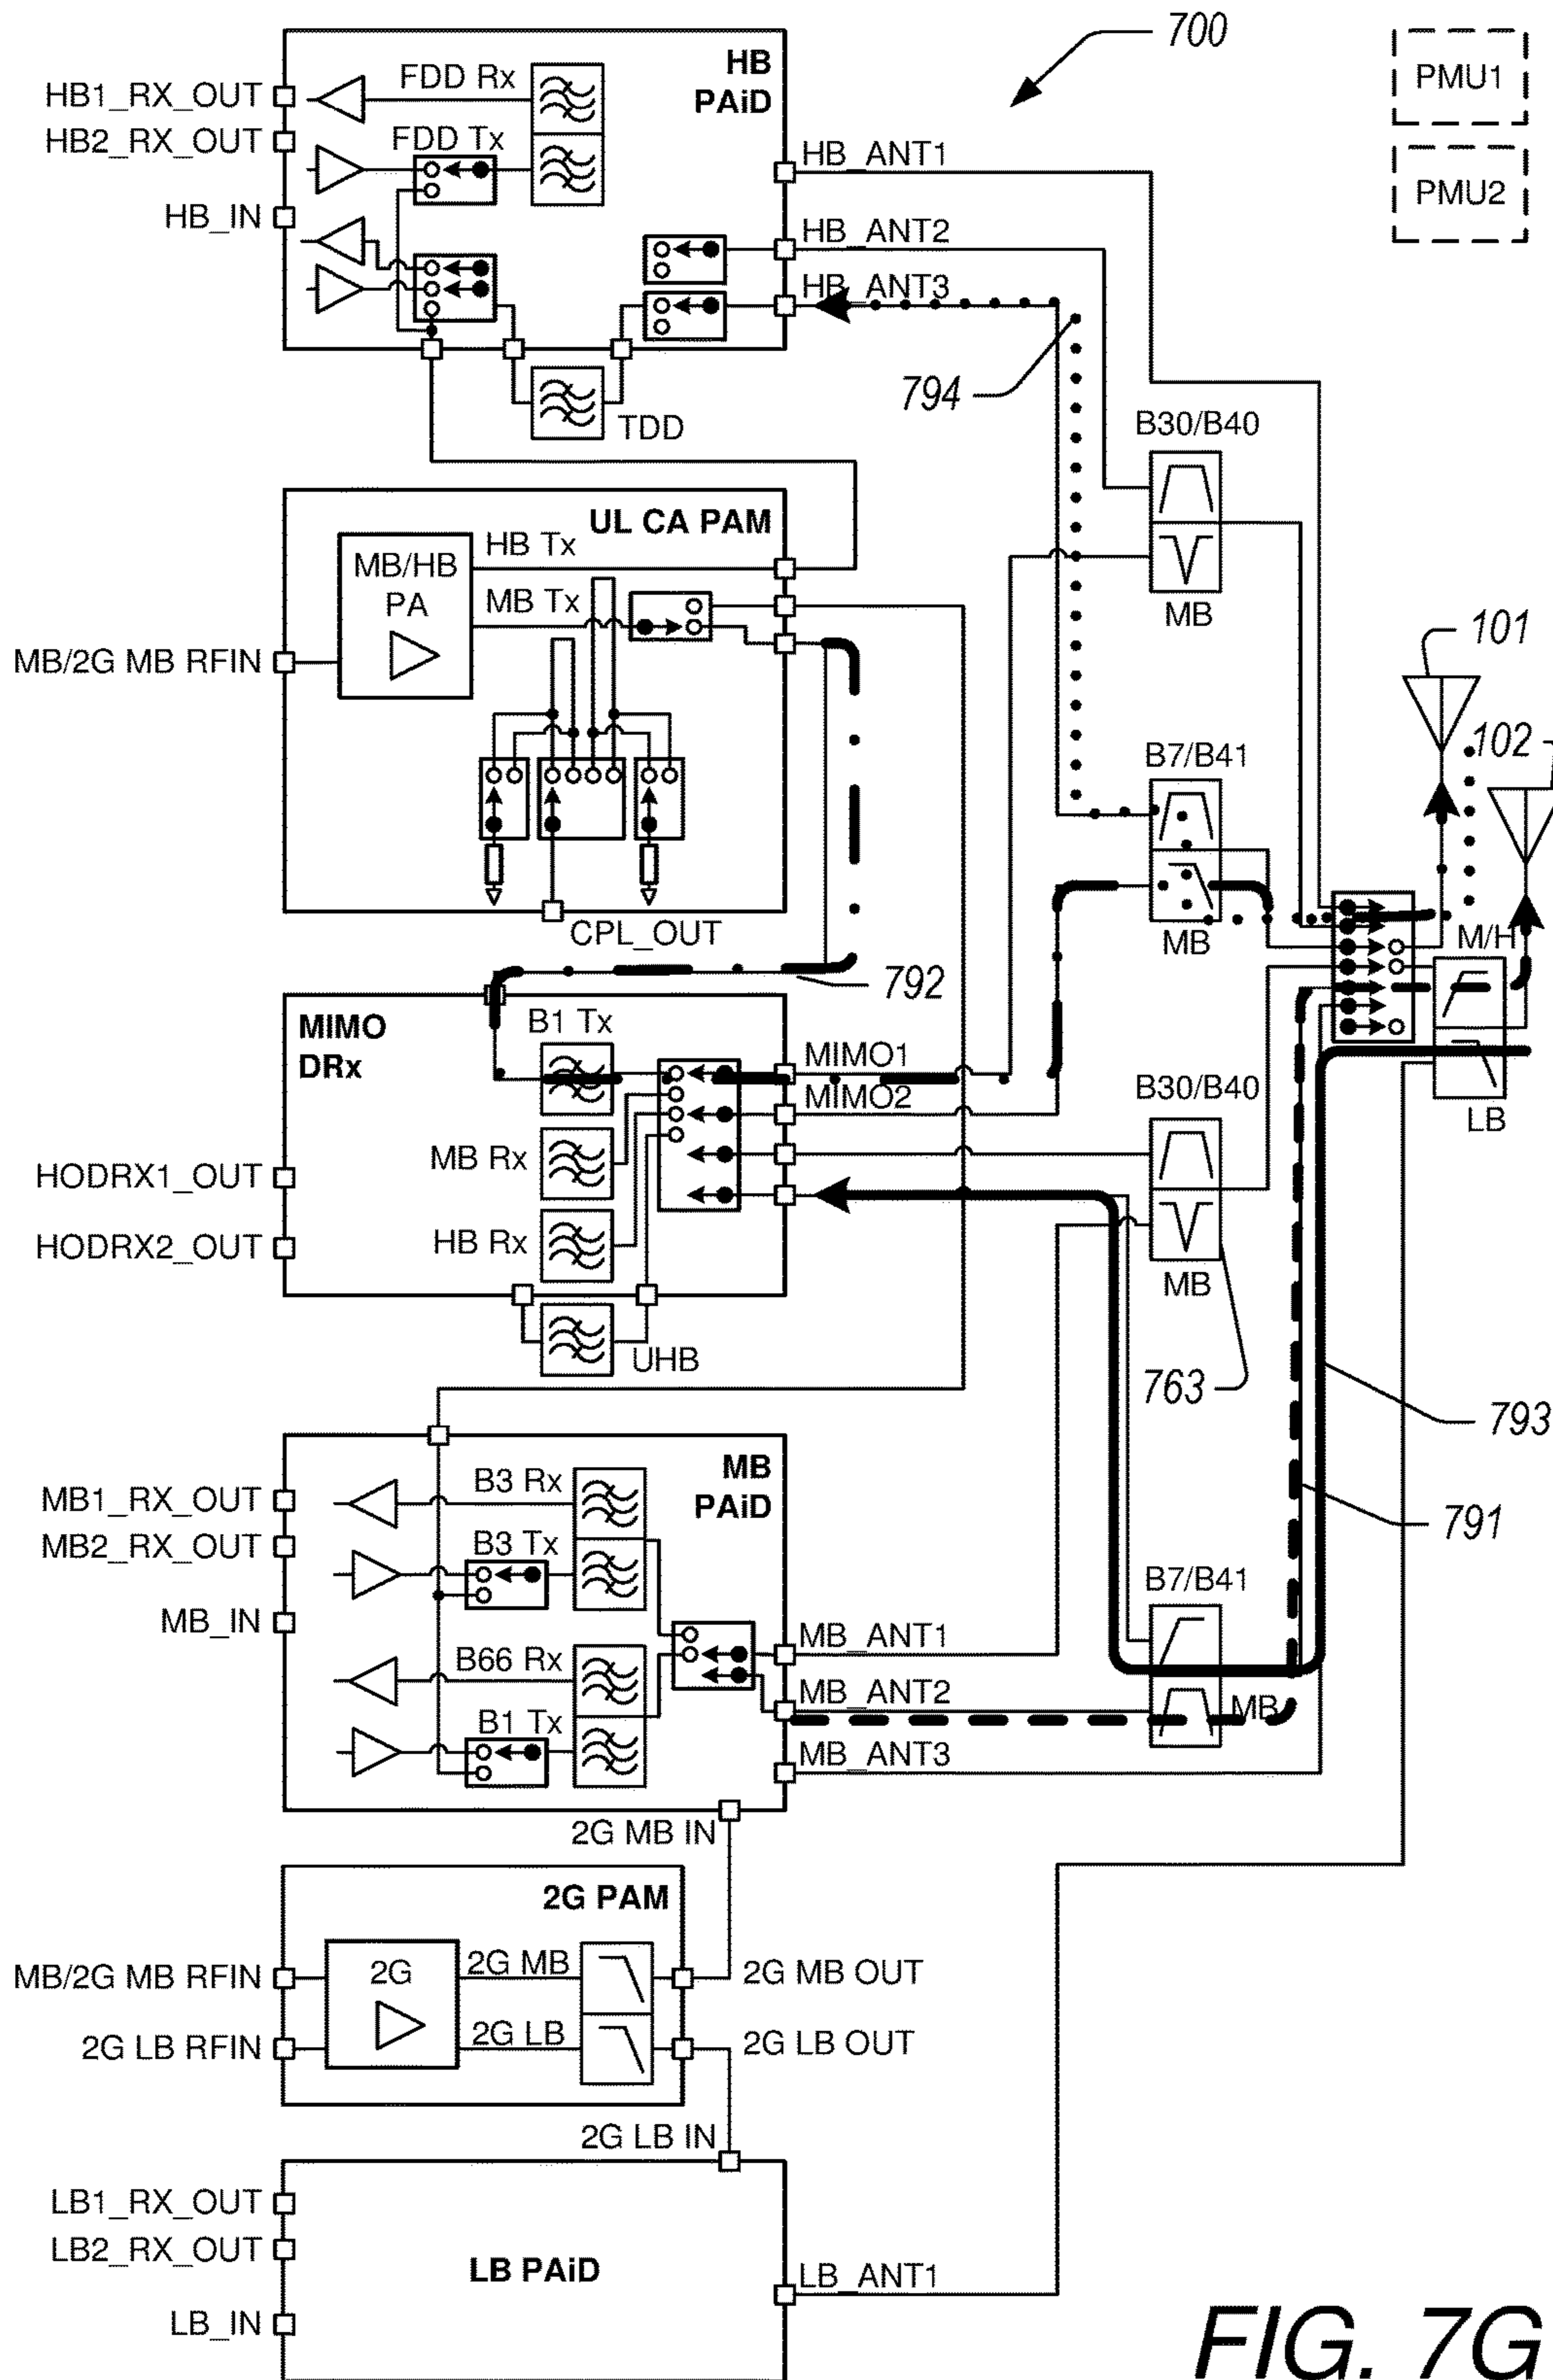 700
HB
PAiD
PMU1
PMU2
HB1_RX_OUT
FDD Rx
HB2_RX_OUT
FDD Tx
HB_IN
HB_ANT1
HB_ANT2
HB_ANT3
794
TDD
B30/B40
MB
UL CA PAM
MB/HB
PA
HB Tx
MB Tx
MB/2G MB RFIN
CPL_OUT
101
102
B7/B41
MB
M/H
LB
792
MIMO
DRx
B1 Tx
MIMO1
MIMO2
MB Rx
HB Rx
HODRX1_OUT
HODRX2_OUT
UHB
B30/B40
MB
763
793
791
MB
PAiD
MB1_RX_OUT
B3 Rx
MB2_RX_OUT
B3 Tx
MB_IN
B66 Rx
B1 Tx
MB_ANT1
MB_ANT2
MB_ANT3
B7/B41
MB
2G MB IN
2G PAM
MB/2G MB RFIN
2G
2G MB
2G MB OUT
2G LB RFIN
2G LB
2G LB OUT
2G LB IN
LB1_RX_OUT
LB2_RX_OUT
LB PAiD
LB_IN
LB_ANT1
FIG. 7G